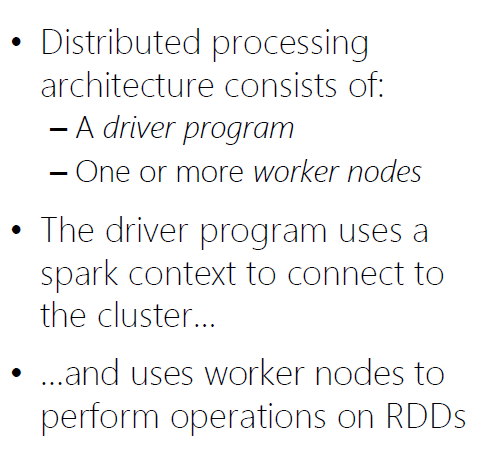 • Distributed processing
architecture consists of:
– A driver program
– One or more worker nodes
• The driver program uses a
spark context to connect to
the cluster…
• …and uses worker nodes to
perform operations on RDDs